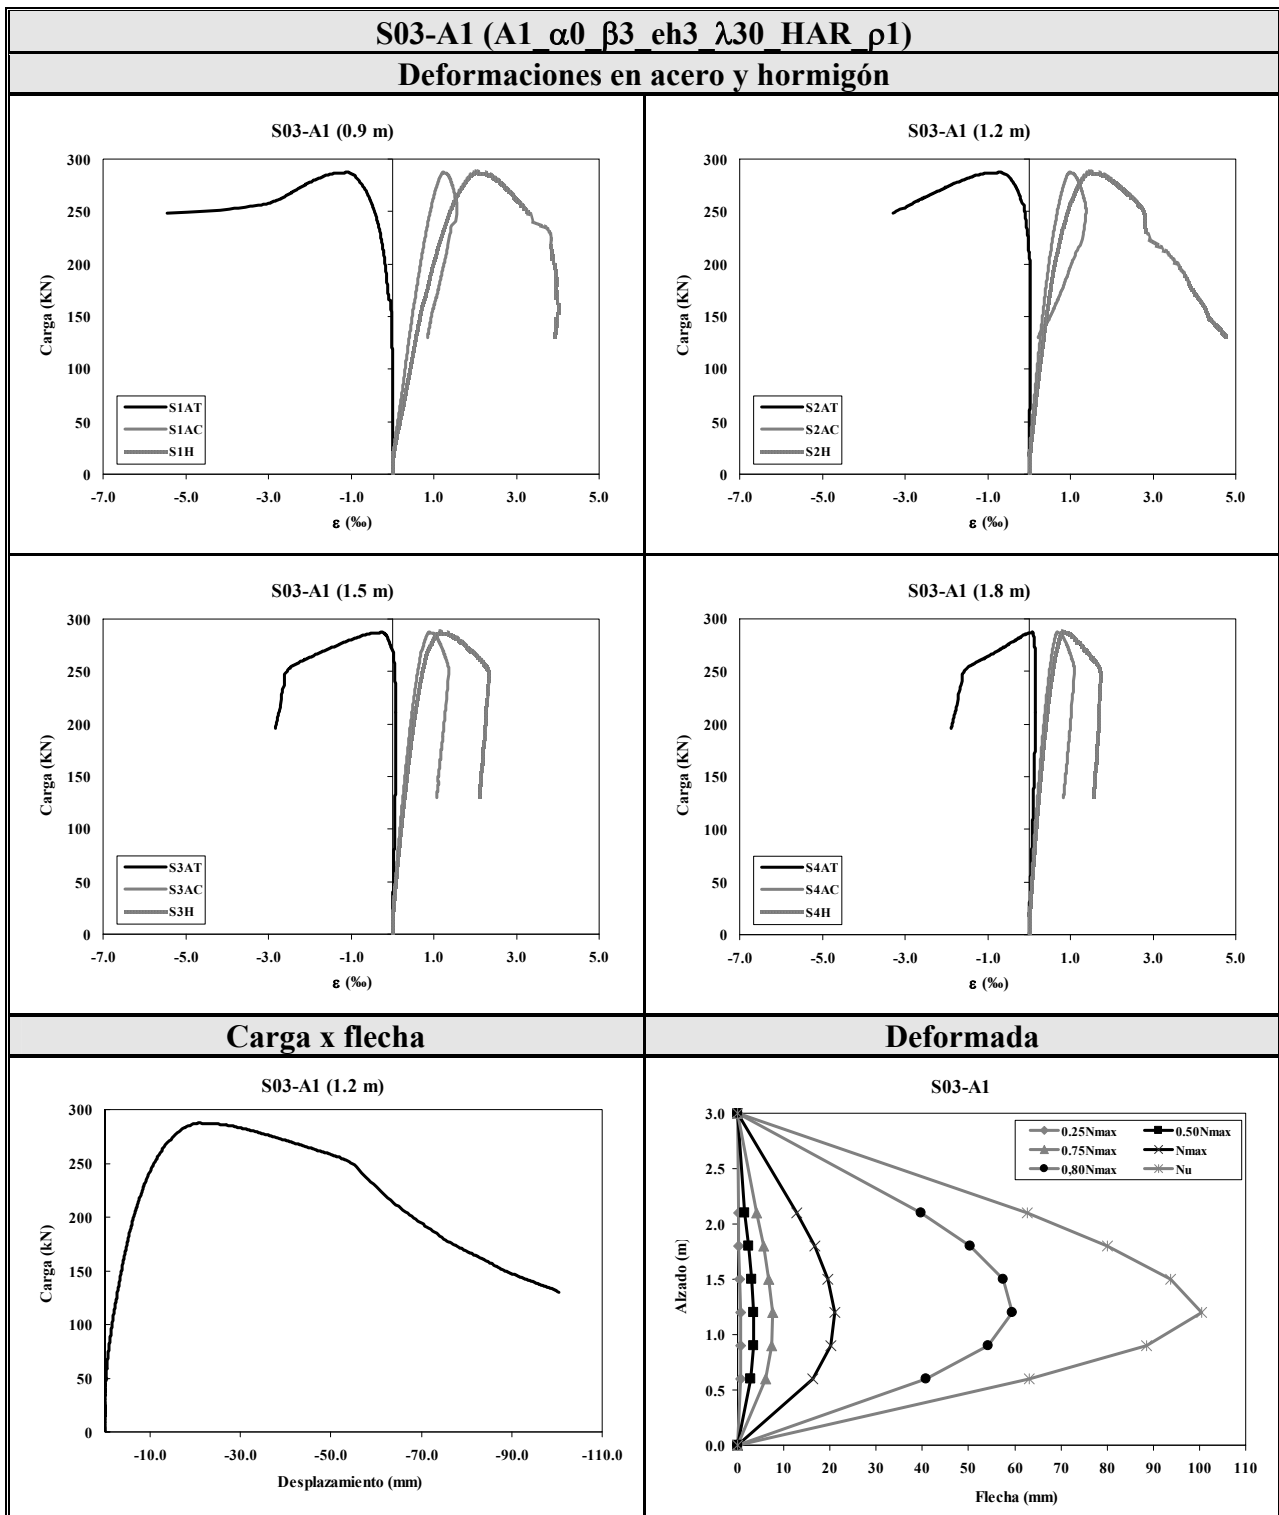 S03-A1 (A1_α0_β3_eh3_λ30_HAR_ρ1)
Deformaciones en acero y hormigón
S03-A1 (0.9 m)
300
250
200
150
100
50
0
Carga (KN)
S1AT
S1AC
S1H
-7.0 -5.0 -3.0 -1.0 1.0 3.0 5.0
ε (‰)
S03-A1 (1.2 m)
300
250
200
150
100
50
0
Carga (KN)
S2AT
S2AC
S2H
-7.0 -5.0 -3.0 -1.0 1.0 3.0 5.0
ε (‰)
S03-A1 (1.5 m)
300
250
200
150
100
50
0
Carga (KN)
S3AT
S3AC
S3H
-7.0 -5.0 -3.0 -1.0 1.0 3.0 5.0
ε (‰)
S03-A1 (1.8 m)
300
250
200
150
100
50
0
Carga (KN)
S4AT
S4AC
S4H
-7.0 -5.0 -3.0 -1.0 1.0 3.0 5.0
ε (‰)
Carga x flecha
S03-A1 (1.2 m)
300
250
200
150
100
50
0
Carga (kN)
-10.0 -30.0 -50.0 -70.0 -90.0 -110.0
Desplazamiento (mm)
Deformada
S03-A1
3.0
2.5
2.0
1.5
1.0
0.5
0.0
Alzado (m)
0.25Nmax 0.50Nmax
0.75Nmax Nmax
0,80Nmax Nu
0 10 20 30 40 50 60 70 80 90 100 110
Flecha (mm)